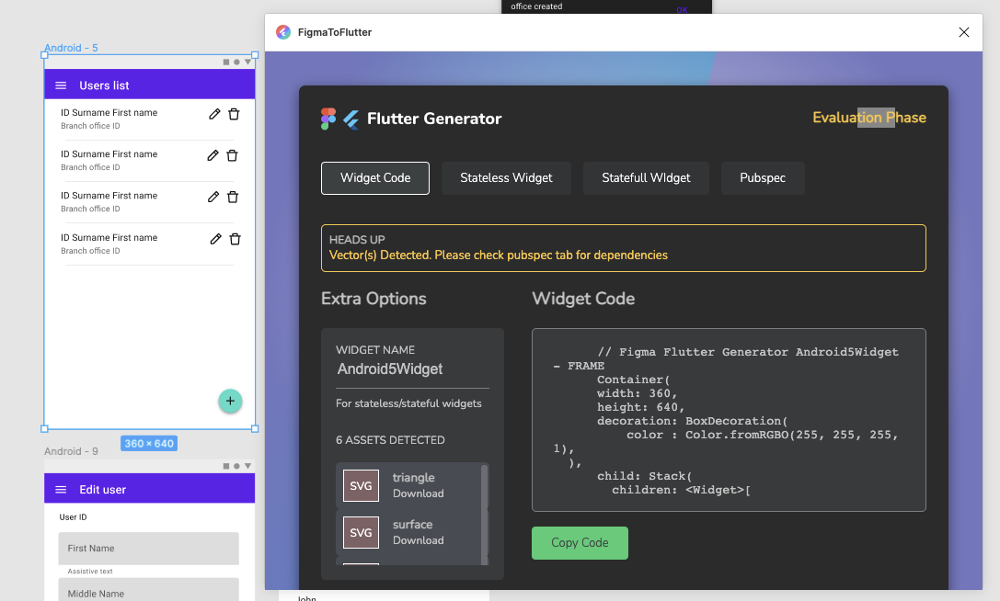 office created
OK
FigmaToFlutter
Android - 5
Users list
ID Surname First name
Branch office ID
ID Surname First name
Branch office ID
ID Surname First name
Branch office ID
ID Surname First name
Branch office ID
+
360 × 640
Android - 9
Edit user
User ID
First Name
Assistive text
Middle Name
Flutter Generator
Evaluation Phase
Widget Code
Stateless Widget
Statefull WIdget
Pubspec
HEADS UP
Vector(s) Detected. Please check pubspec tab for dependencies
Extra Options
WIDGET NAME
Android5Widget
For stateless/stateful widgets
6 ASSETS DETECTED
SVG
triangle
Download
SVG
surface
Download
Widget Code
// Figma Flutter Generator Android5Widget
- FRAME
Container(
width: 360,
height: 640,
decoration: BoxDecoration(
color : Color.fromRGBO(255, 255, 255,
1),
),
child: Stack(
children: <Widget>[
Copy Code
John